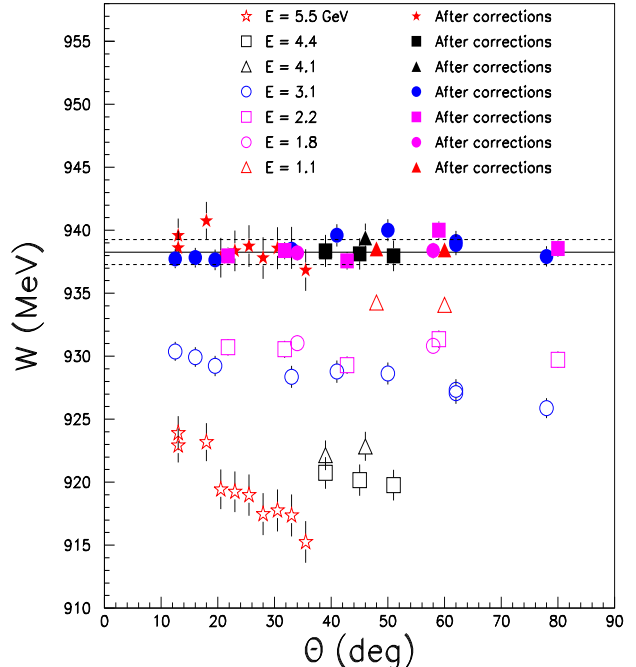 E = 5.5 GeV After corrections
E = 4.4 After corrections
E = 4.1 After corrections
E = 3.1 After corrections
E = 2.2 After corrections
E = 1.8 After corrections
E = 1.1 After corrections
W (MeV)
955
950
945
940
935
930
925
920
915
910
0 10 20 30 40 50 60 70 80 90
Θ (deg)